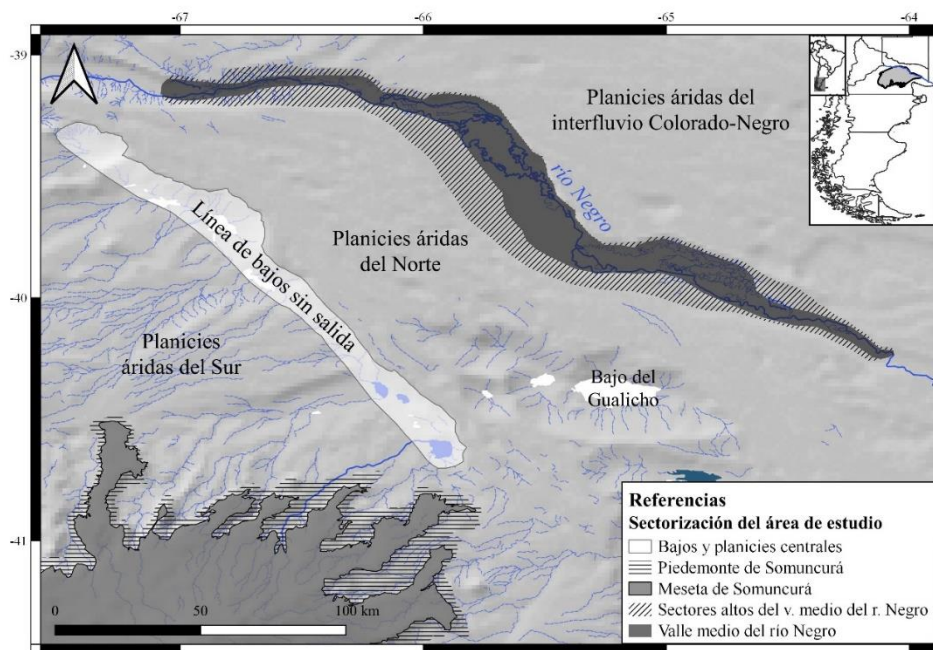 -67
-66
-65
-64
-39
-40
-41
Planicies áridas del
interfluvio Colorado-Negro
río Negro
Línea de bajos sin salida
Planicies áridas
del Norte
Planicies
áridas del Sur
Bajo del
Gualicho
Referencias
Sectorización del área de estudio
Bajos y planicies centrales
Piedemonte de Somuncurá
Meseta de Somuncurá
Sectores altos del v. medio del r. Negro
Valle medio del río Negro
0 50 100 km